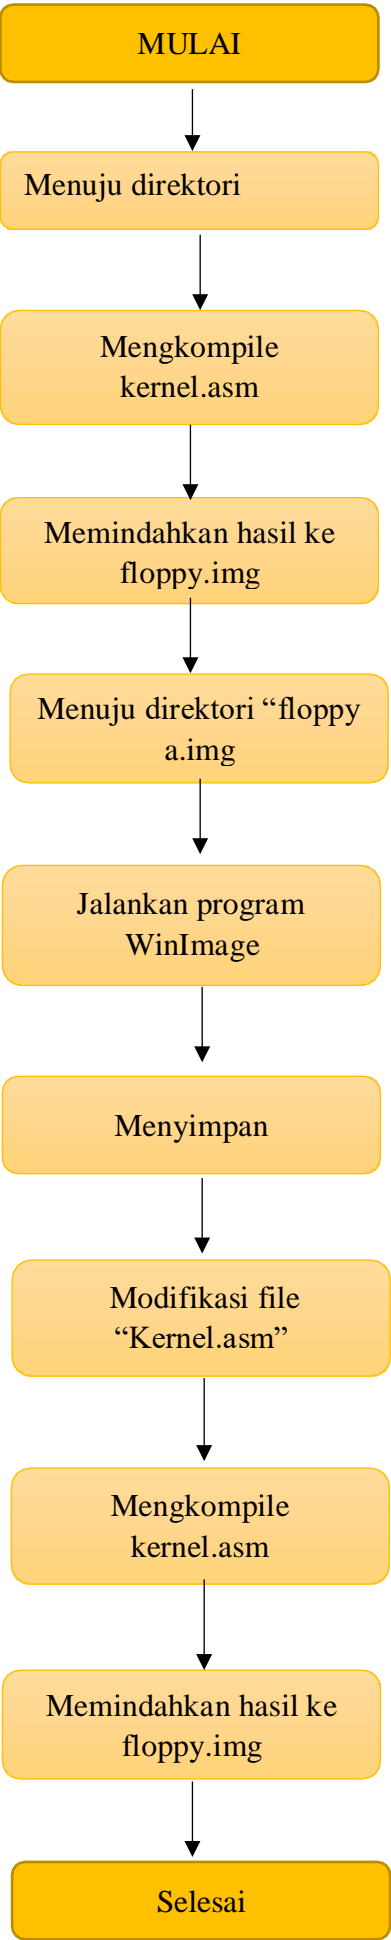 MULAI
Menuju direktori
Mengkompile
kernel.asm
Memindahkan hasil ke
floppy.img
Menuju direktori “floppy
a.img
Jalankan program
WinImage
Menyimpan
Modifikasi file
“Kernel.asm”
Mengkompile
kernel.asm
Memindahkan hasil ke
floppy.img
Selesai